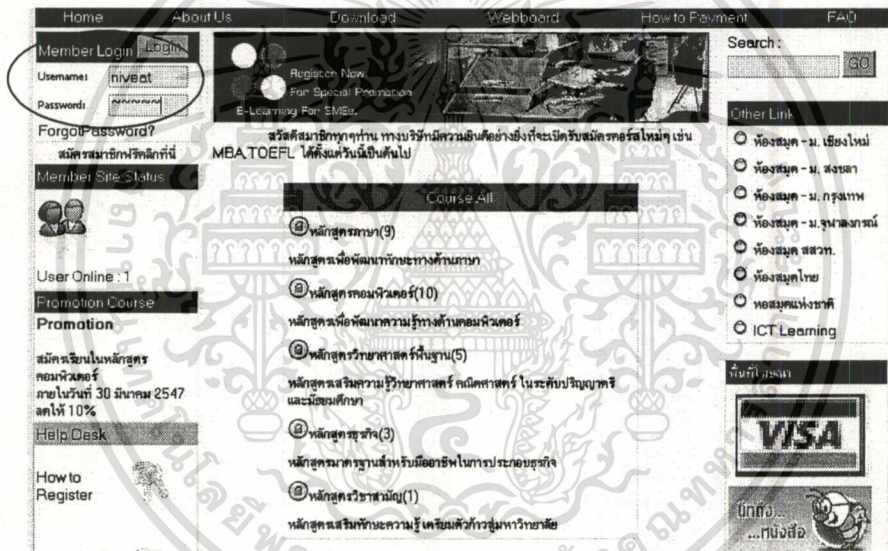 Home About Us Download Webboard How to Payment FAQ
Member Login Login
Username: niveat
Password: ~~~~~
Forgot Password?
สมัครสมาชิกฟรีคลิกที่นี่
Member Site Status
User Online : 1
Promotion Course
Promotion
สมัครเรียนในหลักสูตร
คอมพิวเตอร์
ภายในวันที่ 30 มีนาคม 2547
ลดให้ 10%
Help Desk
How to
Register
Register Now
For Special Promotion
E-Learning For SMEs.
สวัสดีสมาชิกทุกๆท่าน ทางบริษัทมีความยินดีอย่างยิ่งที่จะเปิดรับสมัครคอร์สใหม่ๆ เช่น
MBA,TOEFL ได้ตั้งแต่วันนี้เป็นต้นไป
Course All
หลักสูตรภาษา(9)
หลักสูตรเพื่อพัฒนาทักษะทางด้านภาษา
หลักสูตรคอมพิวเตอร์(10)
หลักสูตรเพื่อพัฒนาความรู้ทางด้านคอมพิวเตอร์
หลักสูตรวิทยาศาสตร์พื้นฐาน(5)
หลักสูตรเสริมความรู้วิทยาศาสตร์ คณิตศาสตร์ ในระดับปริญญาตรี
และมัธยมศึกษา
หลักสูตรธุรกิจ(3)
หลักสูตรมาตรฐานสำหรับมืออาชีพในการประกอบธุรกิจ
หลักสูตรวิชาสามัญ(1)
หลักสูตรเสริมทักษะความรู้ เตรียมตัวก้าวสู่มหาวิทยาลัย
Search :
GO
Other Link
ห้องสมุด - ม. เชียงใหม่
ห้องสมุด - ม. สงขลา
ห้องสมุด - ม. กรุงเทพ
ห้องสมุด - ม.จุฬาลงกรณ์
ห้องสมุด สสวท.
ห้องสมุดไทย
หอสมุดแห่งชาติ
ICT Learning
พื้นที่โฆษณา
VISA
นึกถึง...
...หนังสือ